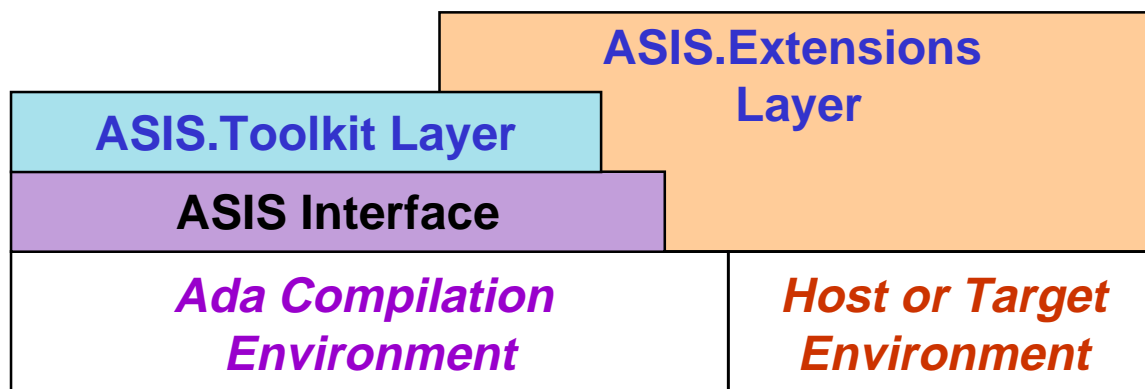 ASIS.Extensions
Layer
ASIS.Toolkit Layer
ASIS Interface
Ada Compilation
Environment
Host or Target
Environment